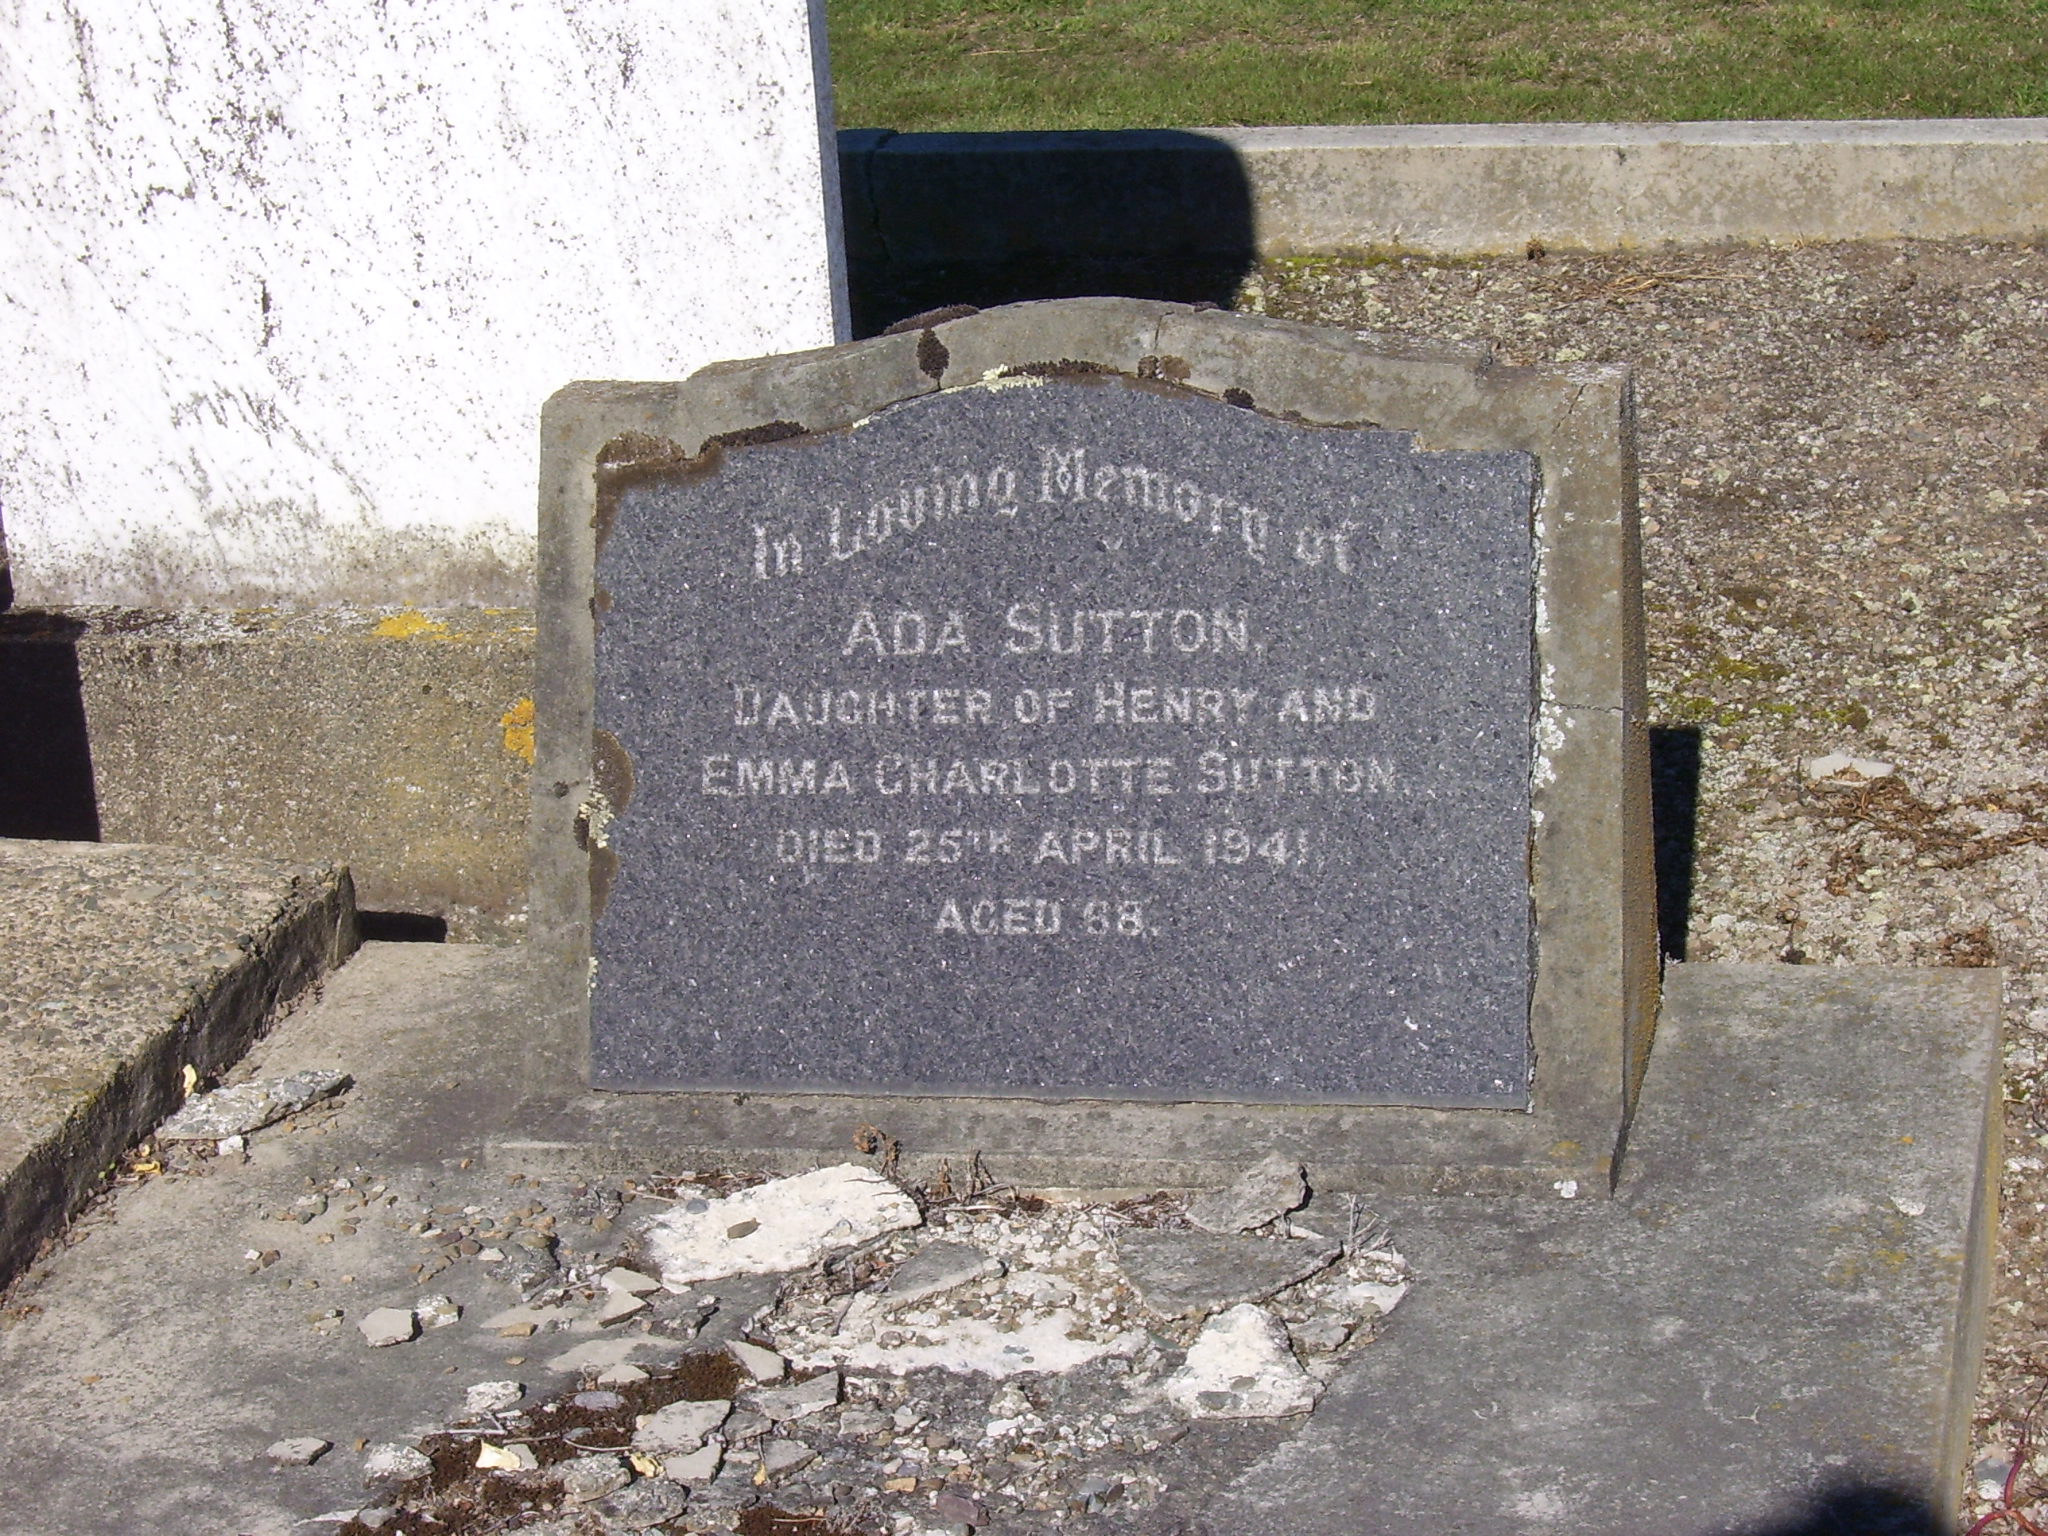 In Loving Memory of
ADA SUTTON,
DAUGHTER OF HENRY AND
EMMA CHARLOTTE SUTTON.
DIED 25TH APRIL 1941
AGED 68.